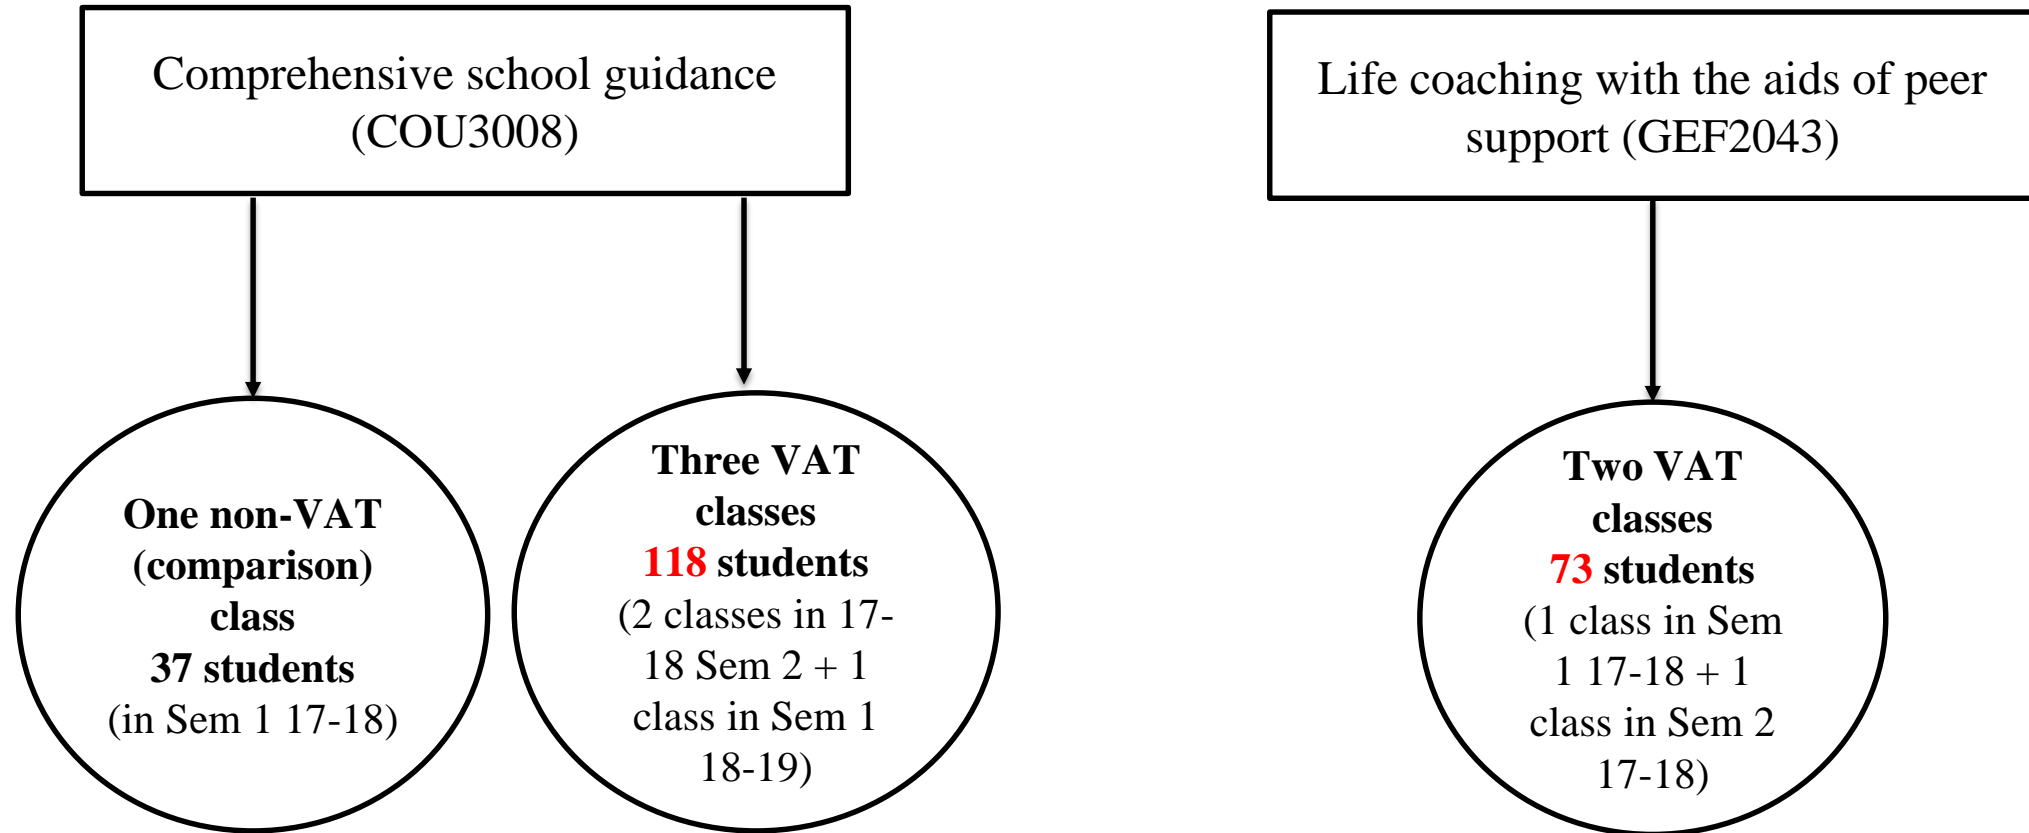 Comprehensive school guidance
(COU3008)
Life coaching with the aids of peer
support (GEF2043)
One non-VAT
(comparison)
class
37 students
(in Sem 1 17-18)
Three VAT
classes
118 students
(2 classes in 17-
18 Sem 2 + 1
class in Sem 1
18-19)
Two VAT
classes
73 students
(1 class in Sem
1 17-18 + 1
class in Sem 2
17-18)